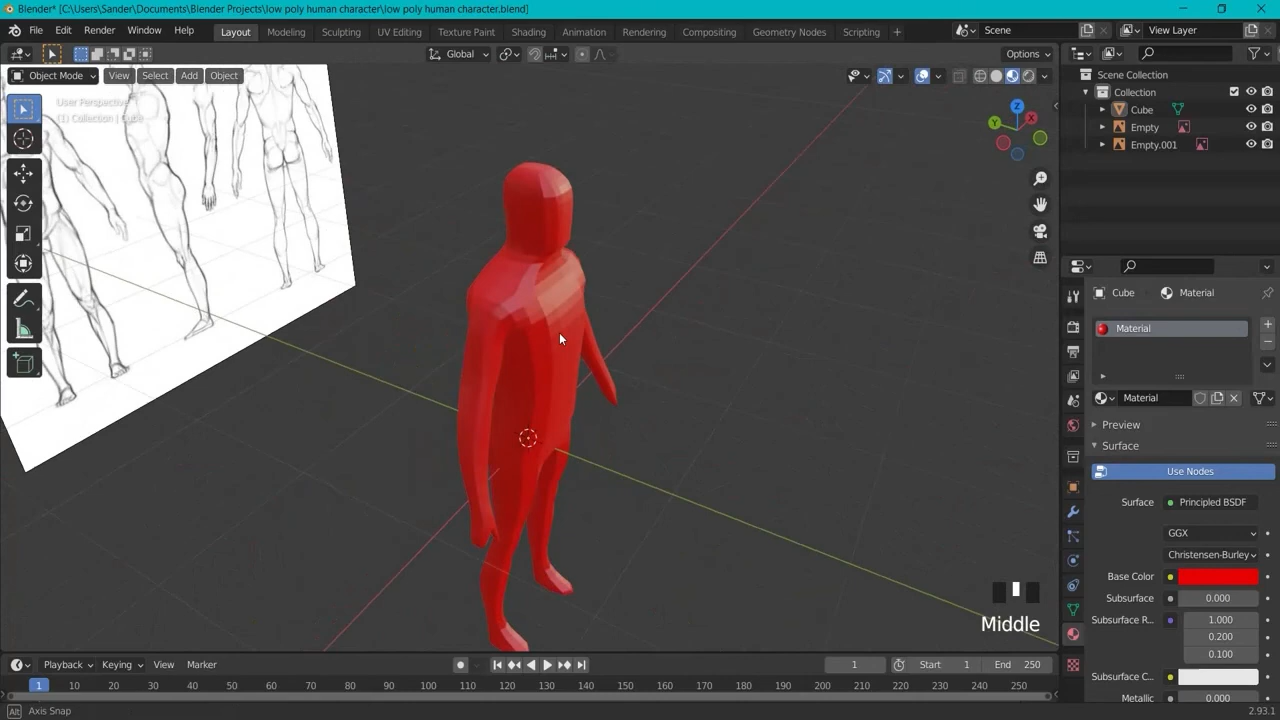 Blender* [C:\Users\Sander\Documents\Blender Projects\low poly human character\low poly human character.blend]
File Edit Render Window Help Layout Modeling Sculpting UV Editing Texture Paint Shading Animation Rendering Compositing Geometry Nodes Scripting + Scene View Layer
Global Options
Object Mode View Select Add Object
User Perspective
(1) Collection | Cube
X
Y
Z
Scene Collection
Collection
Cube
Empty
Empty.001
Cube Material
Material
Material
Preview
Surface
Use Nodes
Surface Principled BSDF
GGX
Christensen-Burley
Base Color
Subsurface 0.000
Subsurface R... 1.000
0.200
0.100
Subsurface C...
Metallic 0.000
Middle
Playback Keying View Marker 1 Start 1 End 250
1 10 20 30 40 50 60 70 80 90 100 110 120 130 140 150 160 170 180 190 200 210 220 230 240 250
Alt Axis Snap 2.93.1